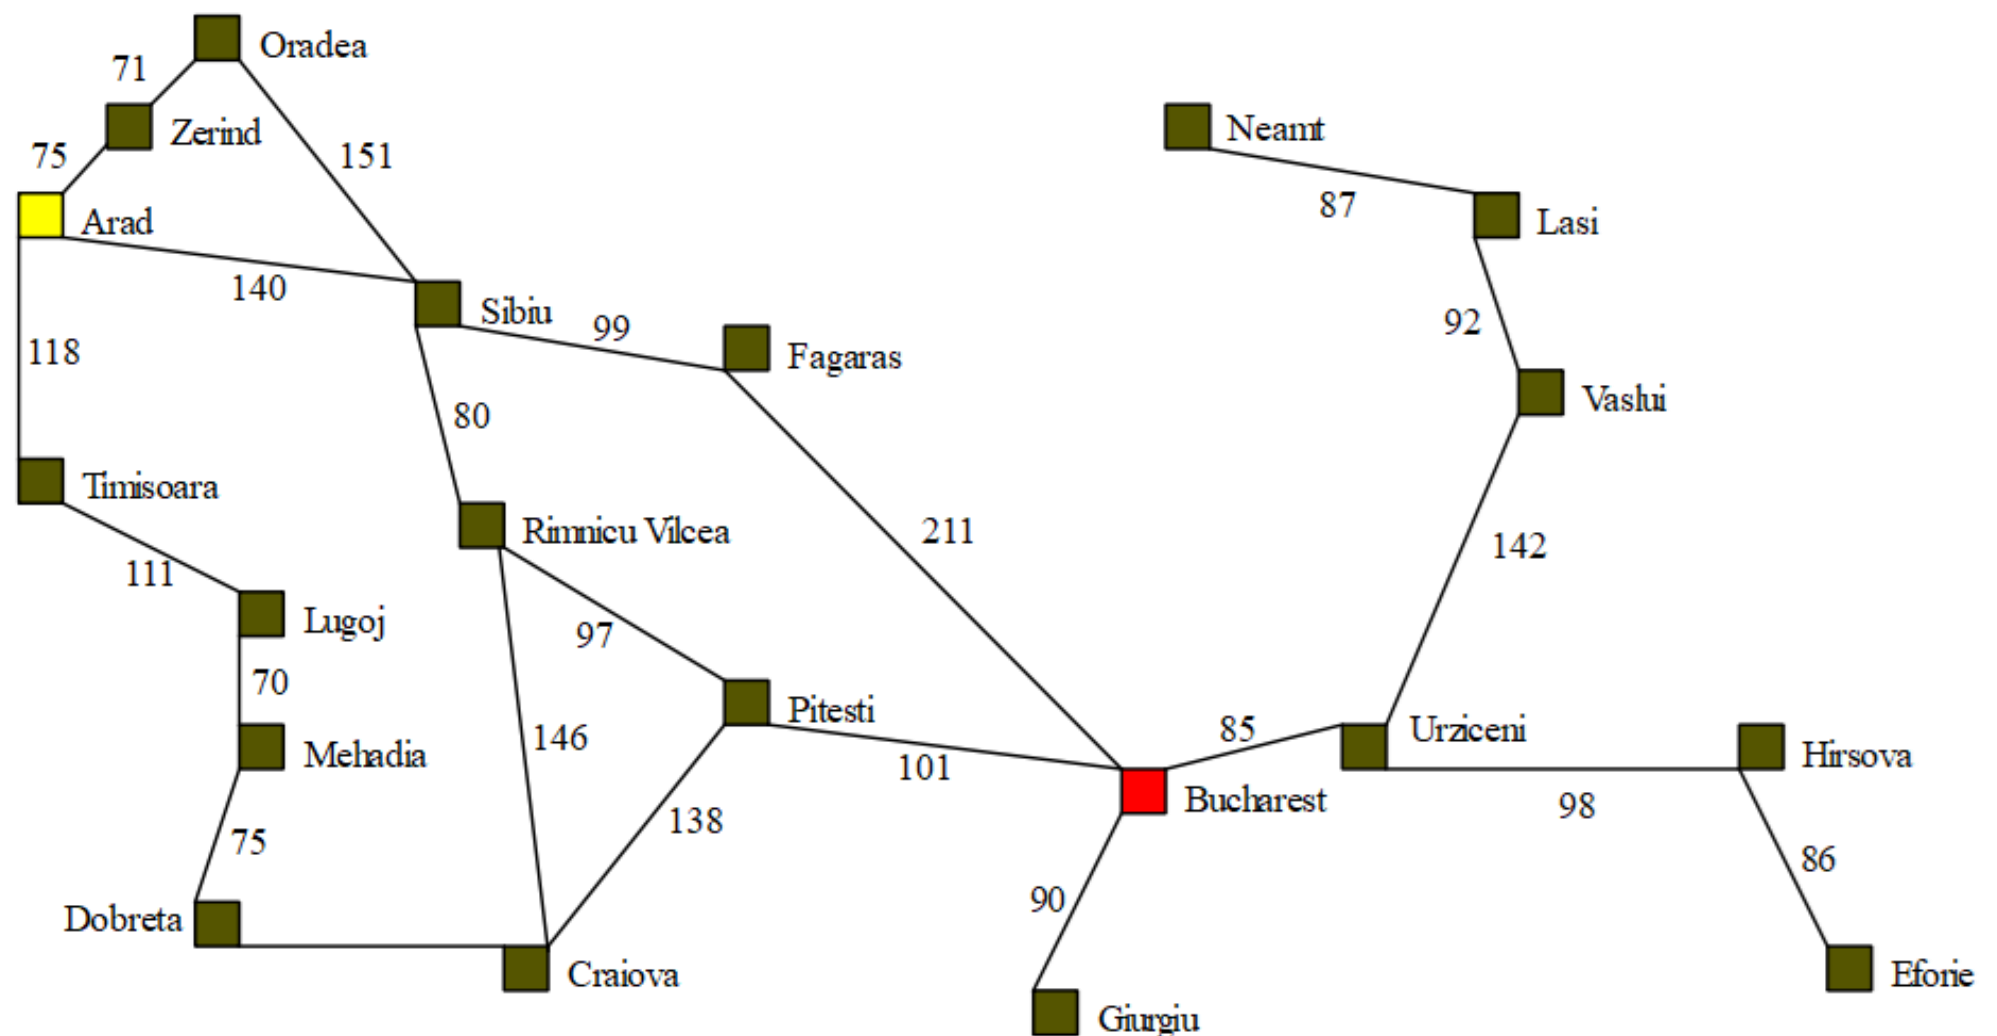 Oradea
71
Zerind
Neamt
75
151
87
Arad
Lasi
140
Sibiu
99
92
118
Fagaras
80
Vaslui
Timisoara
Rimnicu Vilcea
211
142
111
Lugoj
97
70
Pitesti
85
Urziceni
146
Mehadia
101
Hirsova
Bucharest
98
138
75
86
90
Dobreta
Craiova
Eforie
Giurgiu